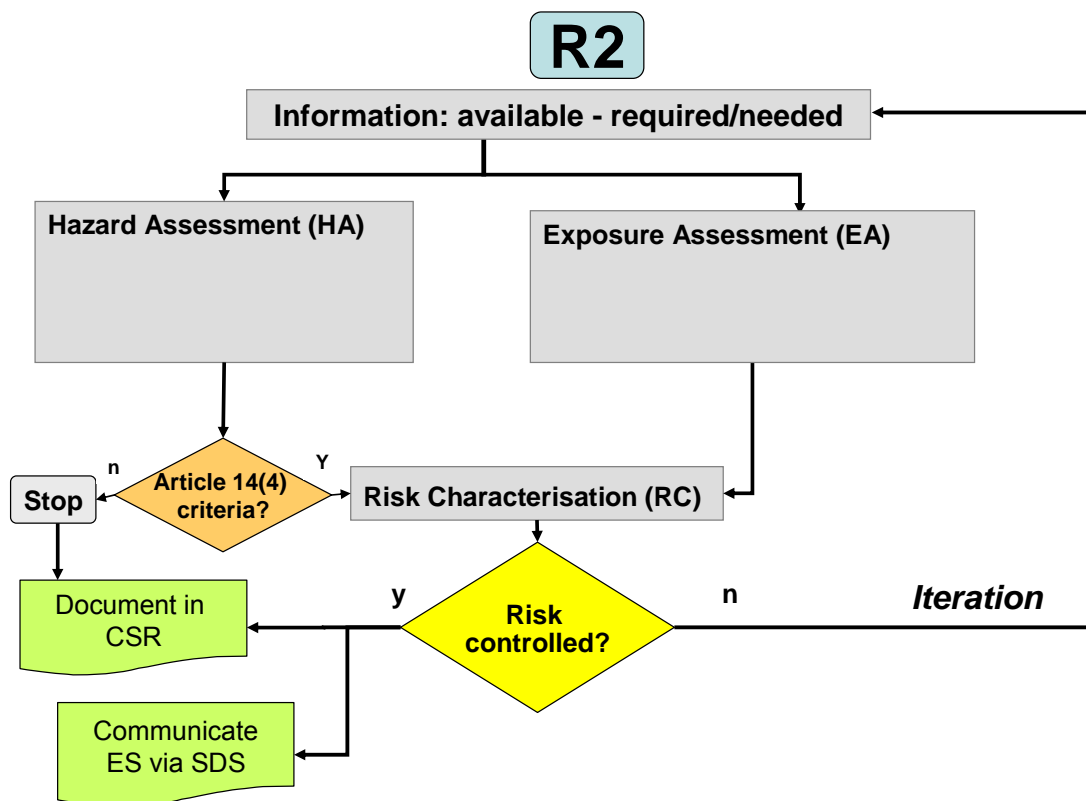 R2
Information: available - required/needed
Hazard Assessment (HA)
Exposure Assessment (EA)
n
Article 14(4)
criteria?
Y
Stop
Risk Characterisation (RC)
Document in
CSR
y
Risk
controlled?
n
Iteration
Communicate
ES via SDS